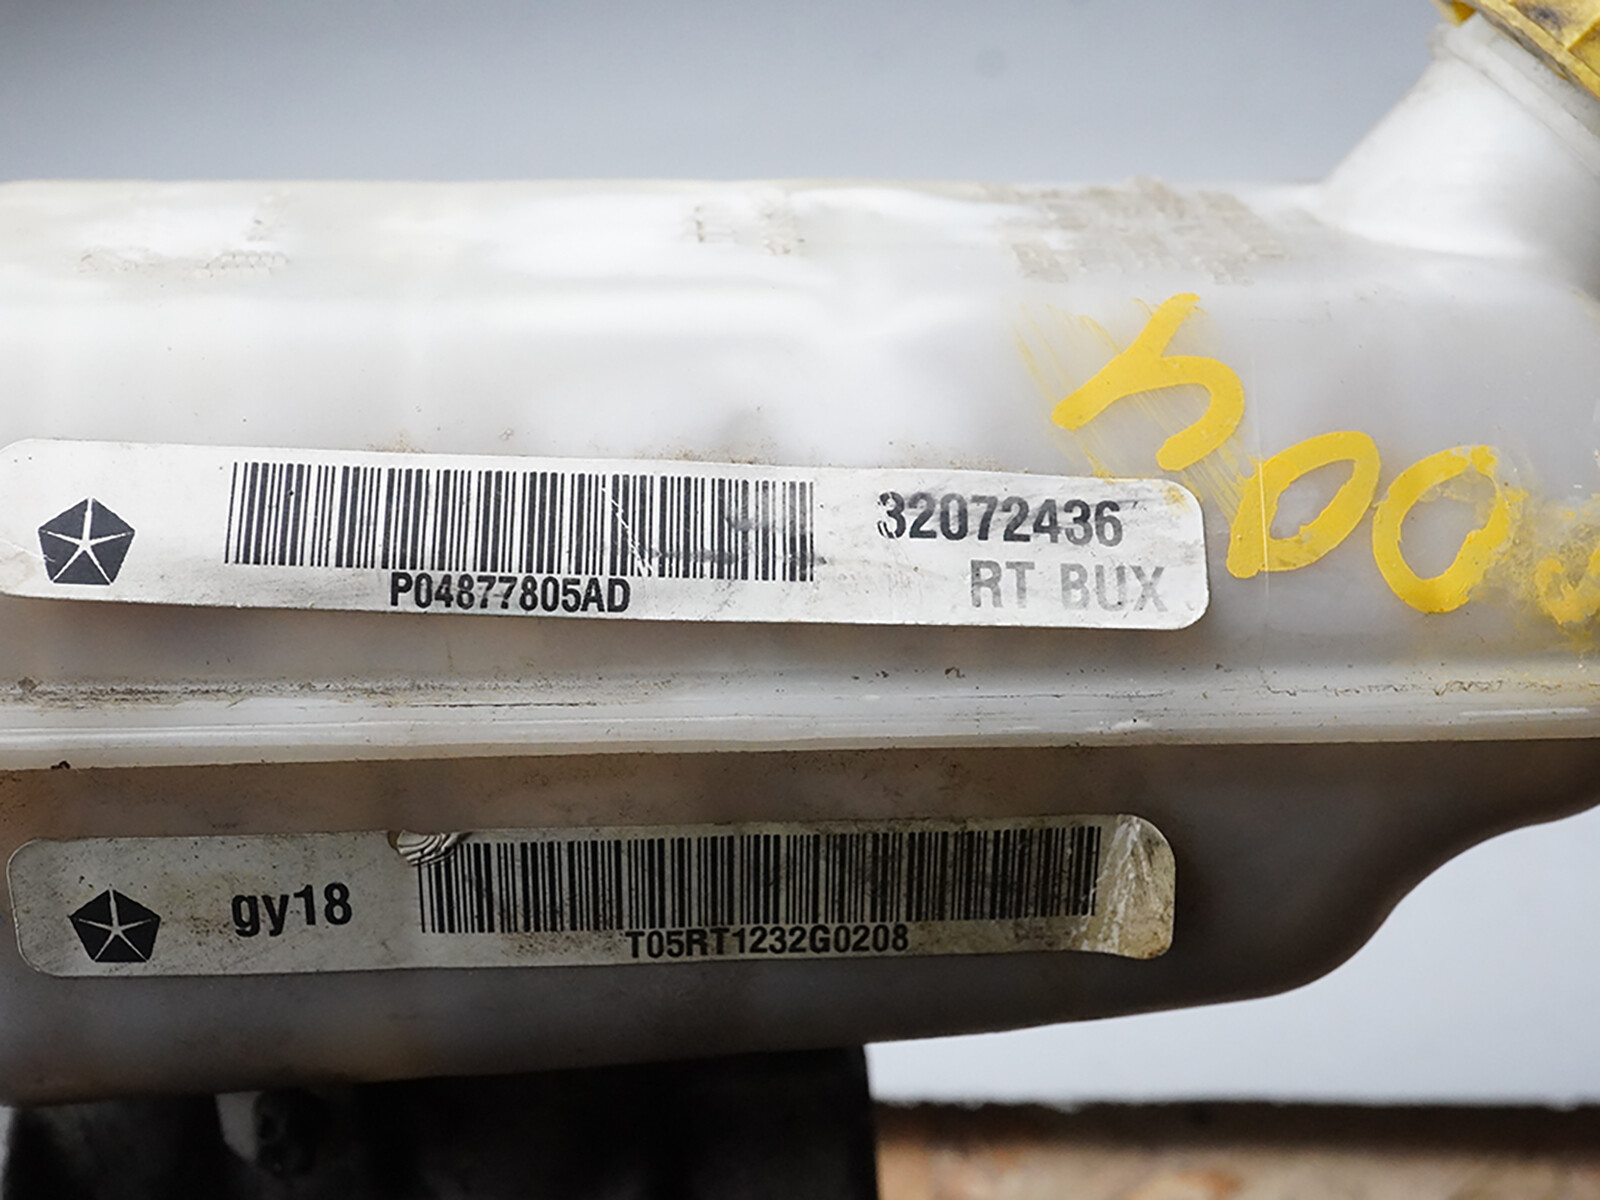 500
32072436
P04877805AD
RT BUX
gy18
T05RT1232G0208